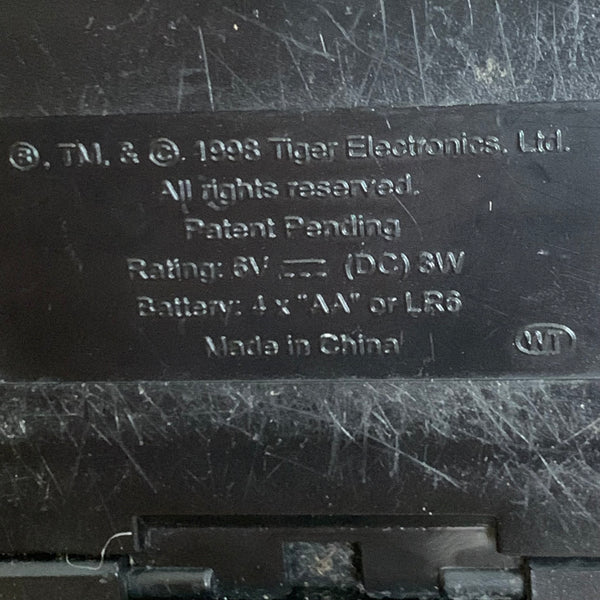 ®, TM, & ©. 1998 Tiger Electronics, Ltd.
All rights reserved.
Patent Pending
Rating: 6V ⎓ (DC) 3W
Battery: 4 x "AA" or LR6
Made in China
WT